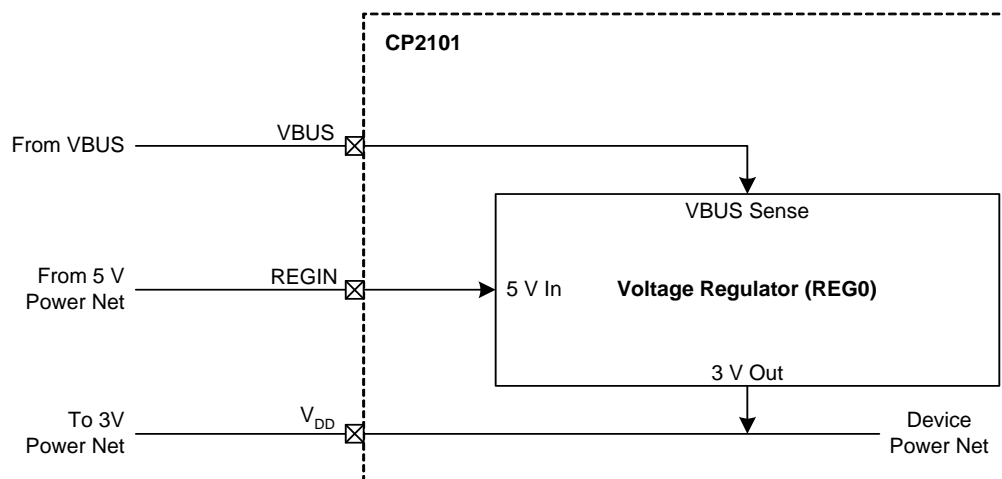 CP2101
From VBUS
VBUS
VBUS Sense
From 5 V
Power Net
REGIN
5 V In
Voltage Regulator (REG0)
3 V Out
To 3V
Power Net
VDD
Device
Power Net